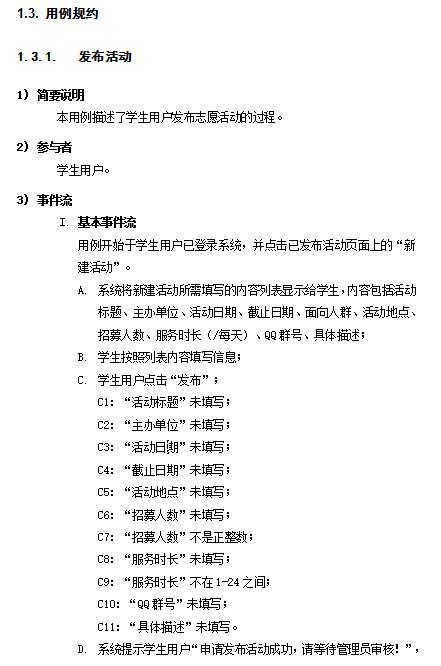 1.3. 用例规约
1.3.1. 发布活动
1) 简要说明
本用例描述了学生用户发布志愿活动的过程。
2) 参与者
学生用户。
3) 事件流
I. 基本事件流
用例开始于学生用户已登录系统，并点击已发布活动页面上的“新
建活动”。
A. 系统将新建活动所需填写的内容列表显示给学生，内容包括活动
标题、主办单位、活动日期、截止日期、面向人群、活动地点、
招募人数、服务时长（/每天）、QQ群号、具体描述；
B. 学生按照列表内容填写信息；
C. 学生用户点击“发布”；
C1: “活动标题”未填写；
C2: “主办单位”未填写；
C3: “活动日期”未填写；
C4: “截止日期”未填写；
C5: “活动地点”未填写；
C6: “招募人数”未填写；
C7: “招募人数”不是正整数；
C8: “服务时长”未填写；
C9: “服务时长”不在1-24之间；
C10: “QQ群号”未填写；
C11: “具体描述”未填写。
D. 系统提示学生用户“申请发布活动成功，请等待管理员审核！”，